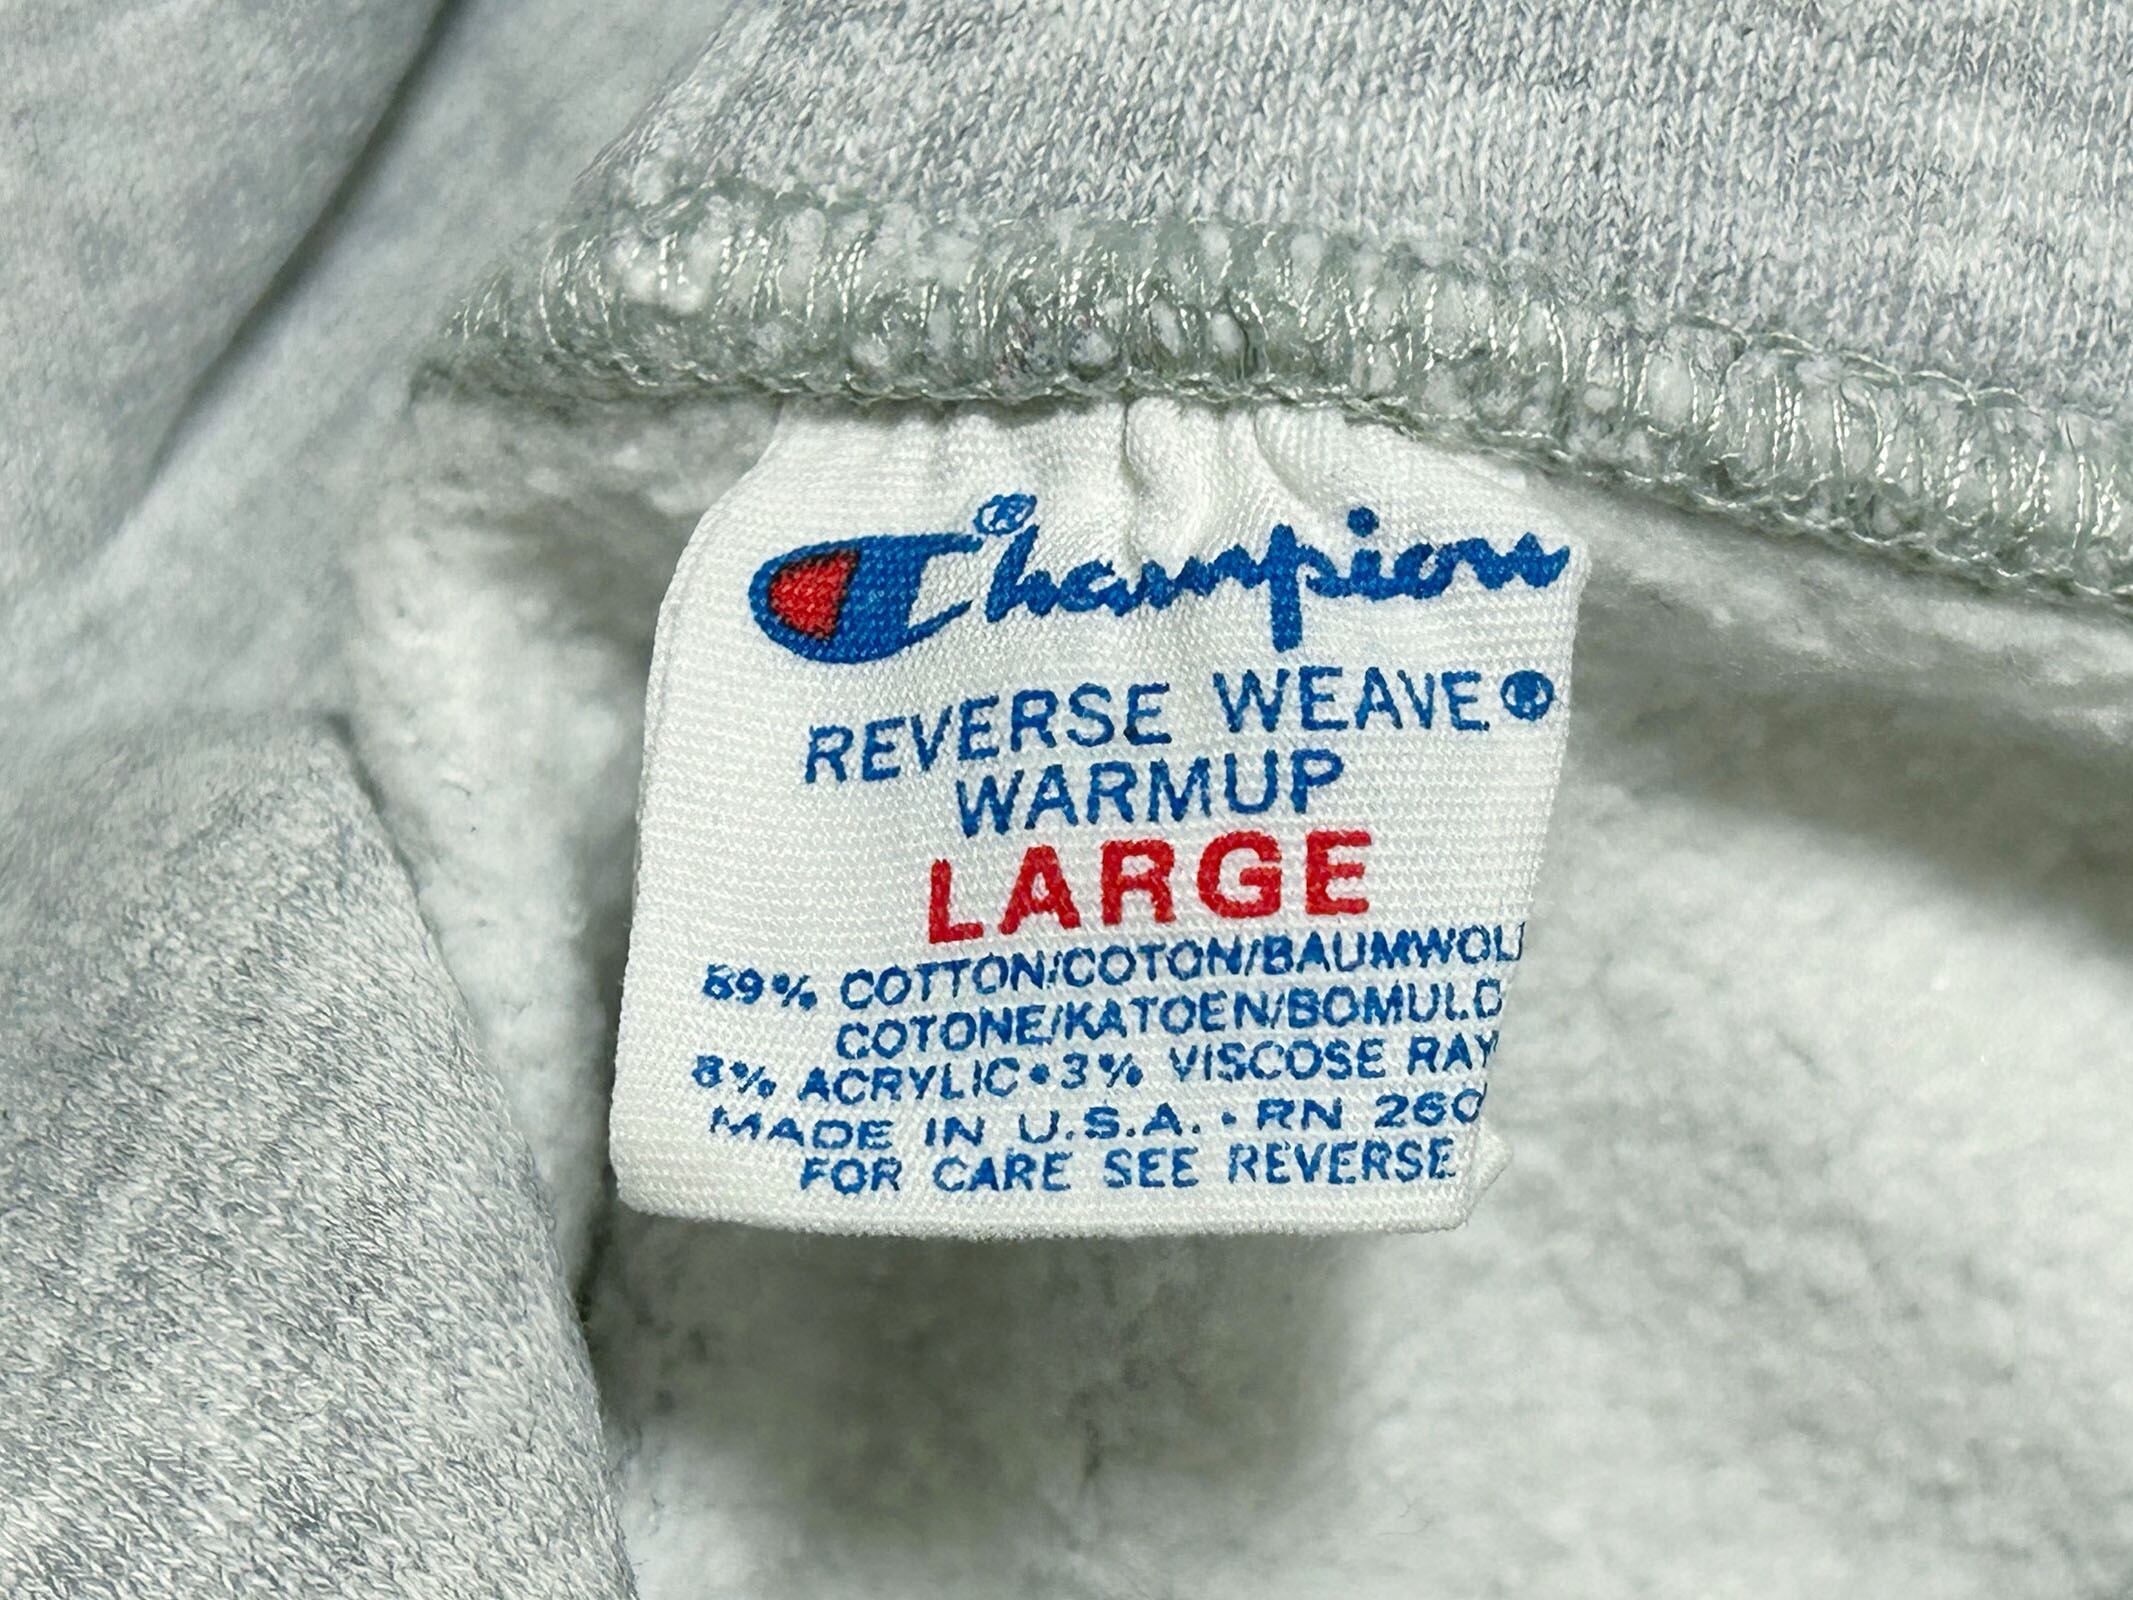 Champion®
REVERSE WEAVE®
WARMUP
LARGE
89% COTTON/COTON/BAUMWOL
COTONE/KATOEN/BOMULD
8% ACRYLIC•3% VISCOSE RAY
MADE IN U.S.A. • RN 260
FOR CARE SEE REVERSE